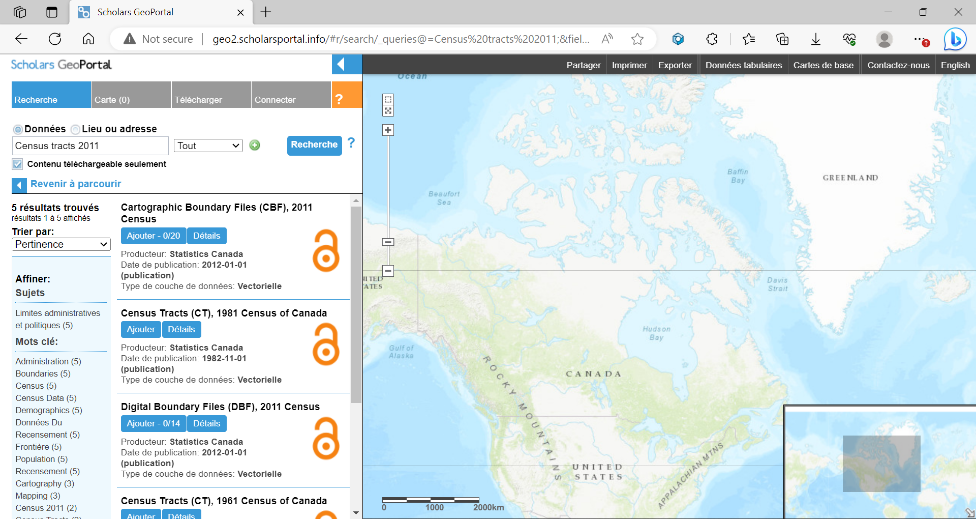 Scholars GeoPortal
Not secure | geo2.scholarsportal.info/#r/search/_queries@=Census%20tracts%202011;&fiel...
Scholars GeoPortal
Partager Imprimer Exporter Données tabulaires Cartes de base Contactez-nous English
Recherche Carte (0) Télécharger Connecter ?
Données Lieu ou adresse
Census tracts 2011 Tout Recherche ?
Contenu téléchargeable seulement
Revenir à parcourir
5 résultats trouvés
résultats 1 à 5 affichés
Trier par:
Pertinence
Affiner:
Sujets
Limites administratives
et politiques (5)
Mots clé:
Administration (5)
Boundaries (5)
Census (5)
Census Data (5)
Demographics (5)
Données Du
Recensement (5)
Frontière (5)
Population (5)
Recensement (5)
Cartography (3)
Mapping (3)
Census 2011 (2)
Census Tracts (2)
Cartographic Boundary Files (CBF), 2011
Census
Ajouter - 0/20 Détails
Producteur: Statistics Canada
Date de publication: 2012-01-01
(publication)
Type de couche de données: Vectorielle
Census Tracts (CT), 1981 Census of Canada
Ajouter Détails
Producteur: Statistics Canada
Date de publication: 1982-11-01
(publication)
Type de couche de données: Vectorielle
Digital Boundary Files (DBF), 2011 Census
Ajouter - 0/14 Détails
Producteur: Statistics Canada
Date de publication: 2012-01-01
(publication)
Type de couche de données: Vectorielle
Census Tracts (CT), 1961 Census of Canada
Ajouter Détails
Ocean
Beaufort
Sea
Baffin
Bay
GREENLAND
Davis
Strait
Hudson
Bay
Gulf of
Alaska
CANADA
ROCKY MOUNTAINS
UNITED
STATES
APPALACHIAN MTNS
0 1000 2000km